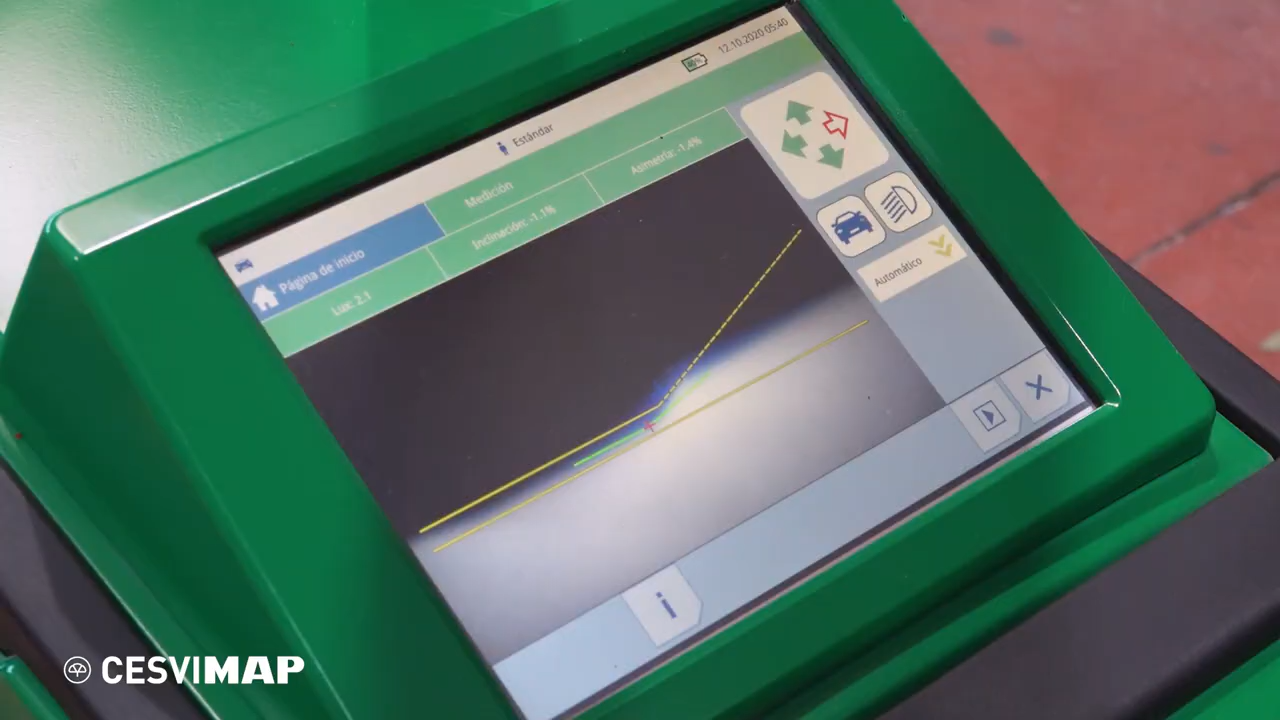 12.10.2020 05:40
Estándar
Medición
Página de inicio
Lux: 2.1
Inclinación: -1.1%
Asimetría: -1,4%
Automático
i
CESVIMAP